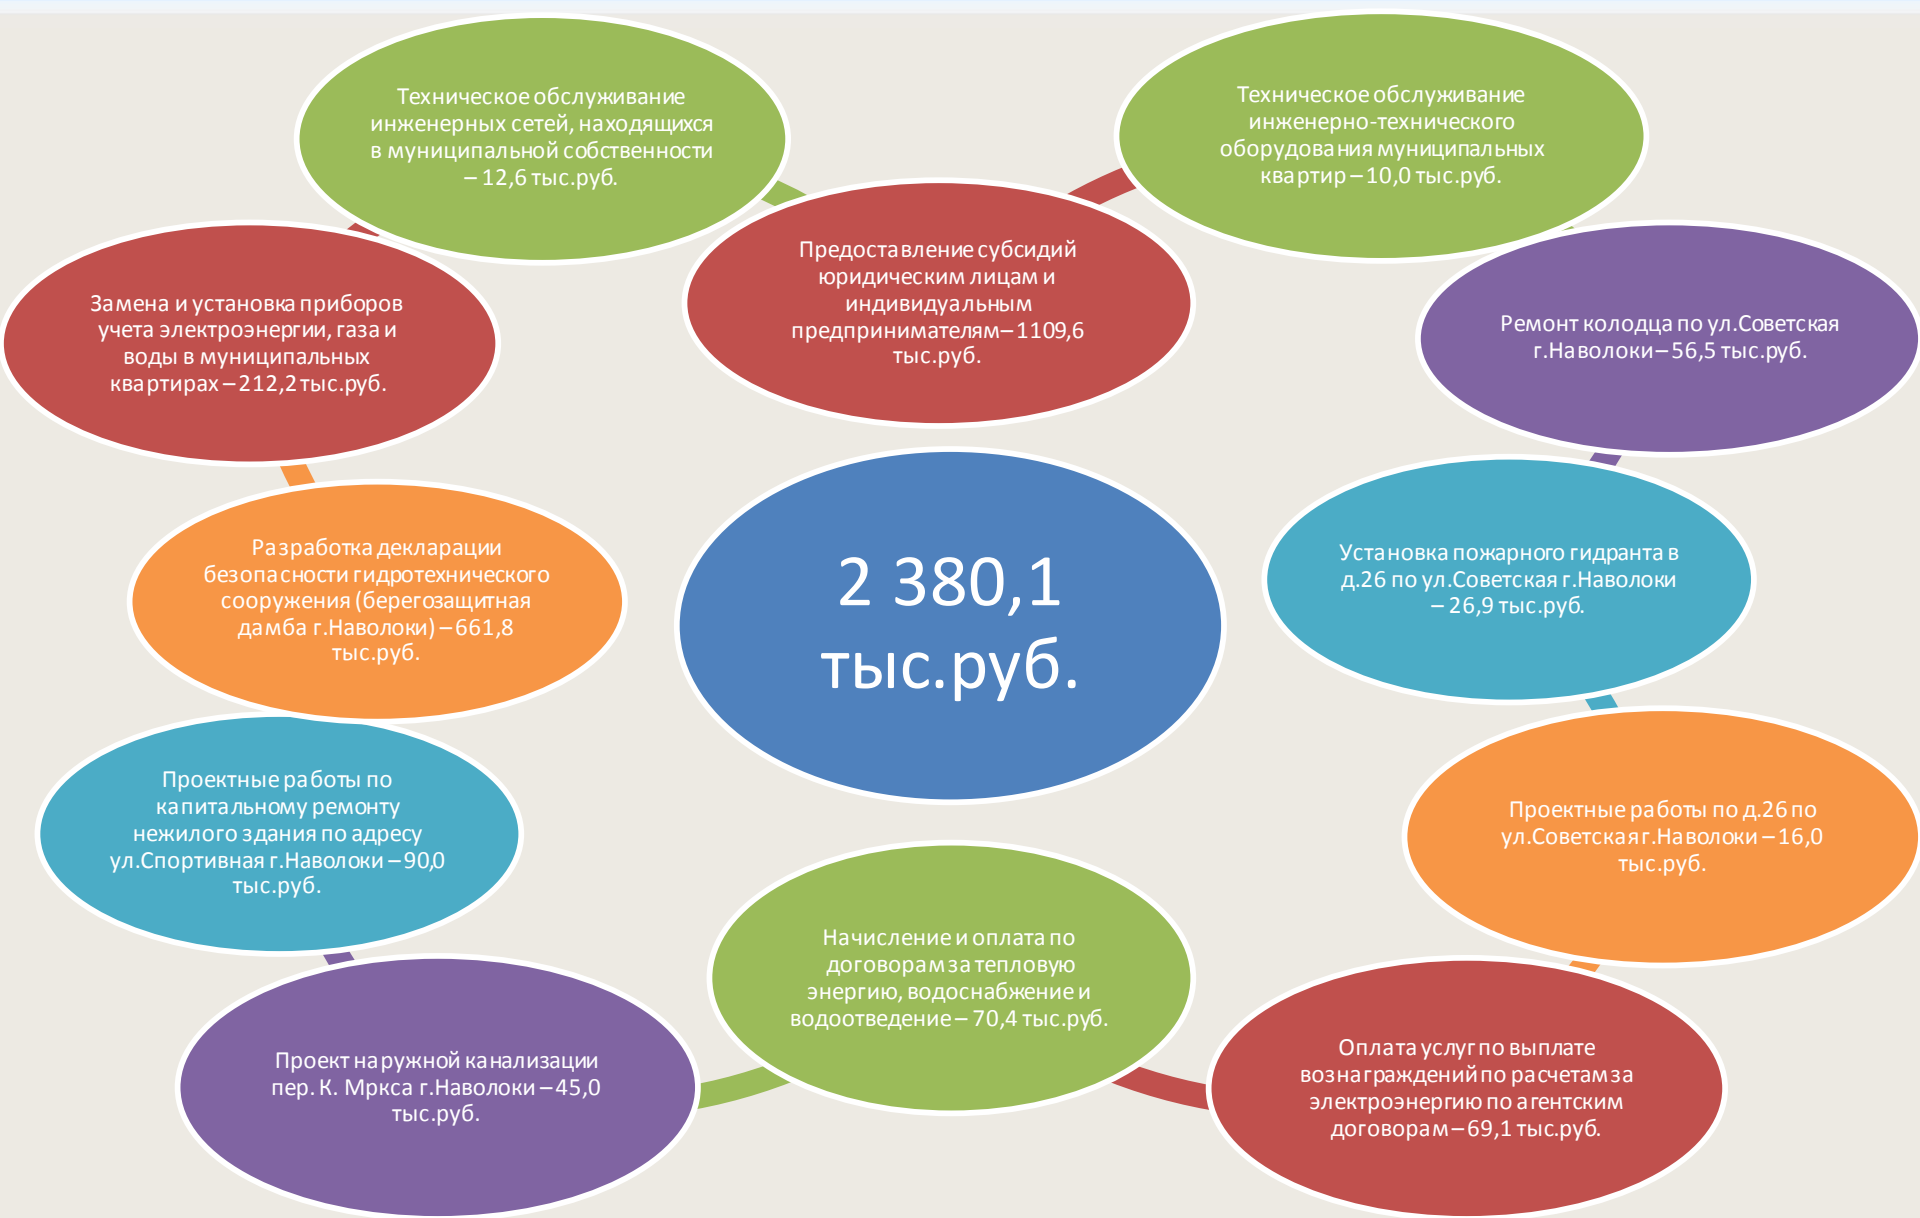 Техническое обслуживание
инженерных сетей, находящихся
в муниципальной собственности
– 12,6 тыс.руб.
Техническое обслуживание
инженерно-технического
оборудования муниципальных
квартир – 10,0 тыс.руб.
Предоставление субсидий
юридическим лицам и
индивидуальным
предпринимателям– 1109,6
тыс.руб.
Замена и установка приборов
учета электроэнергии, газа и
воды в муниципальных
квартирах – 212,2 тыс.руб.
Ремонт колодца по ул.Советская
г.Наволоки– 56,5 тыс.руб.
Разработка декларации
безопасности гидротехнического
сооружения (берегозащитная
дамба г.Наволоки) – 661,8
тыс.руб.
2 380,1
тыс.руб.
Установка пожарного гидранта в
д.26 по ул.Советская г.Наволоки
– 26,9 тыс.руб.
Проектные работы по
капитальному ремонту
нежилого здания по адресу
ул.Спортивная г.Наволоки – 90,0
тыс.руб.
Проектные работы по д.26 по
ул.Советская г.Наволоки – 16,0
тыс.руб.
Начисление и оплата по
договорам за тепловую
энергию, водоснабжение и
водоотведение – 70,4 тыс.руб.
Проект наружной канализации
пер. К. Мркса г.Наволоки – 45,0
тыс.руб.
Оплата услуг по выплате
вознаграждений по расчетам за
электроэнергию по агентским
договорам – 69,1 тыс.руб.